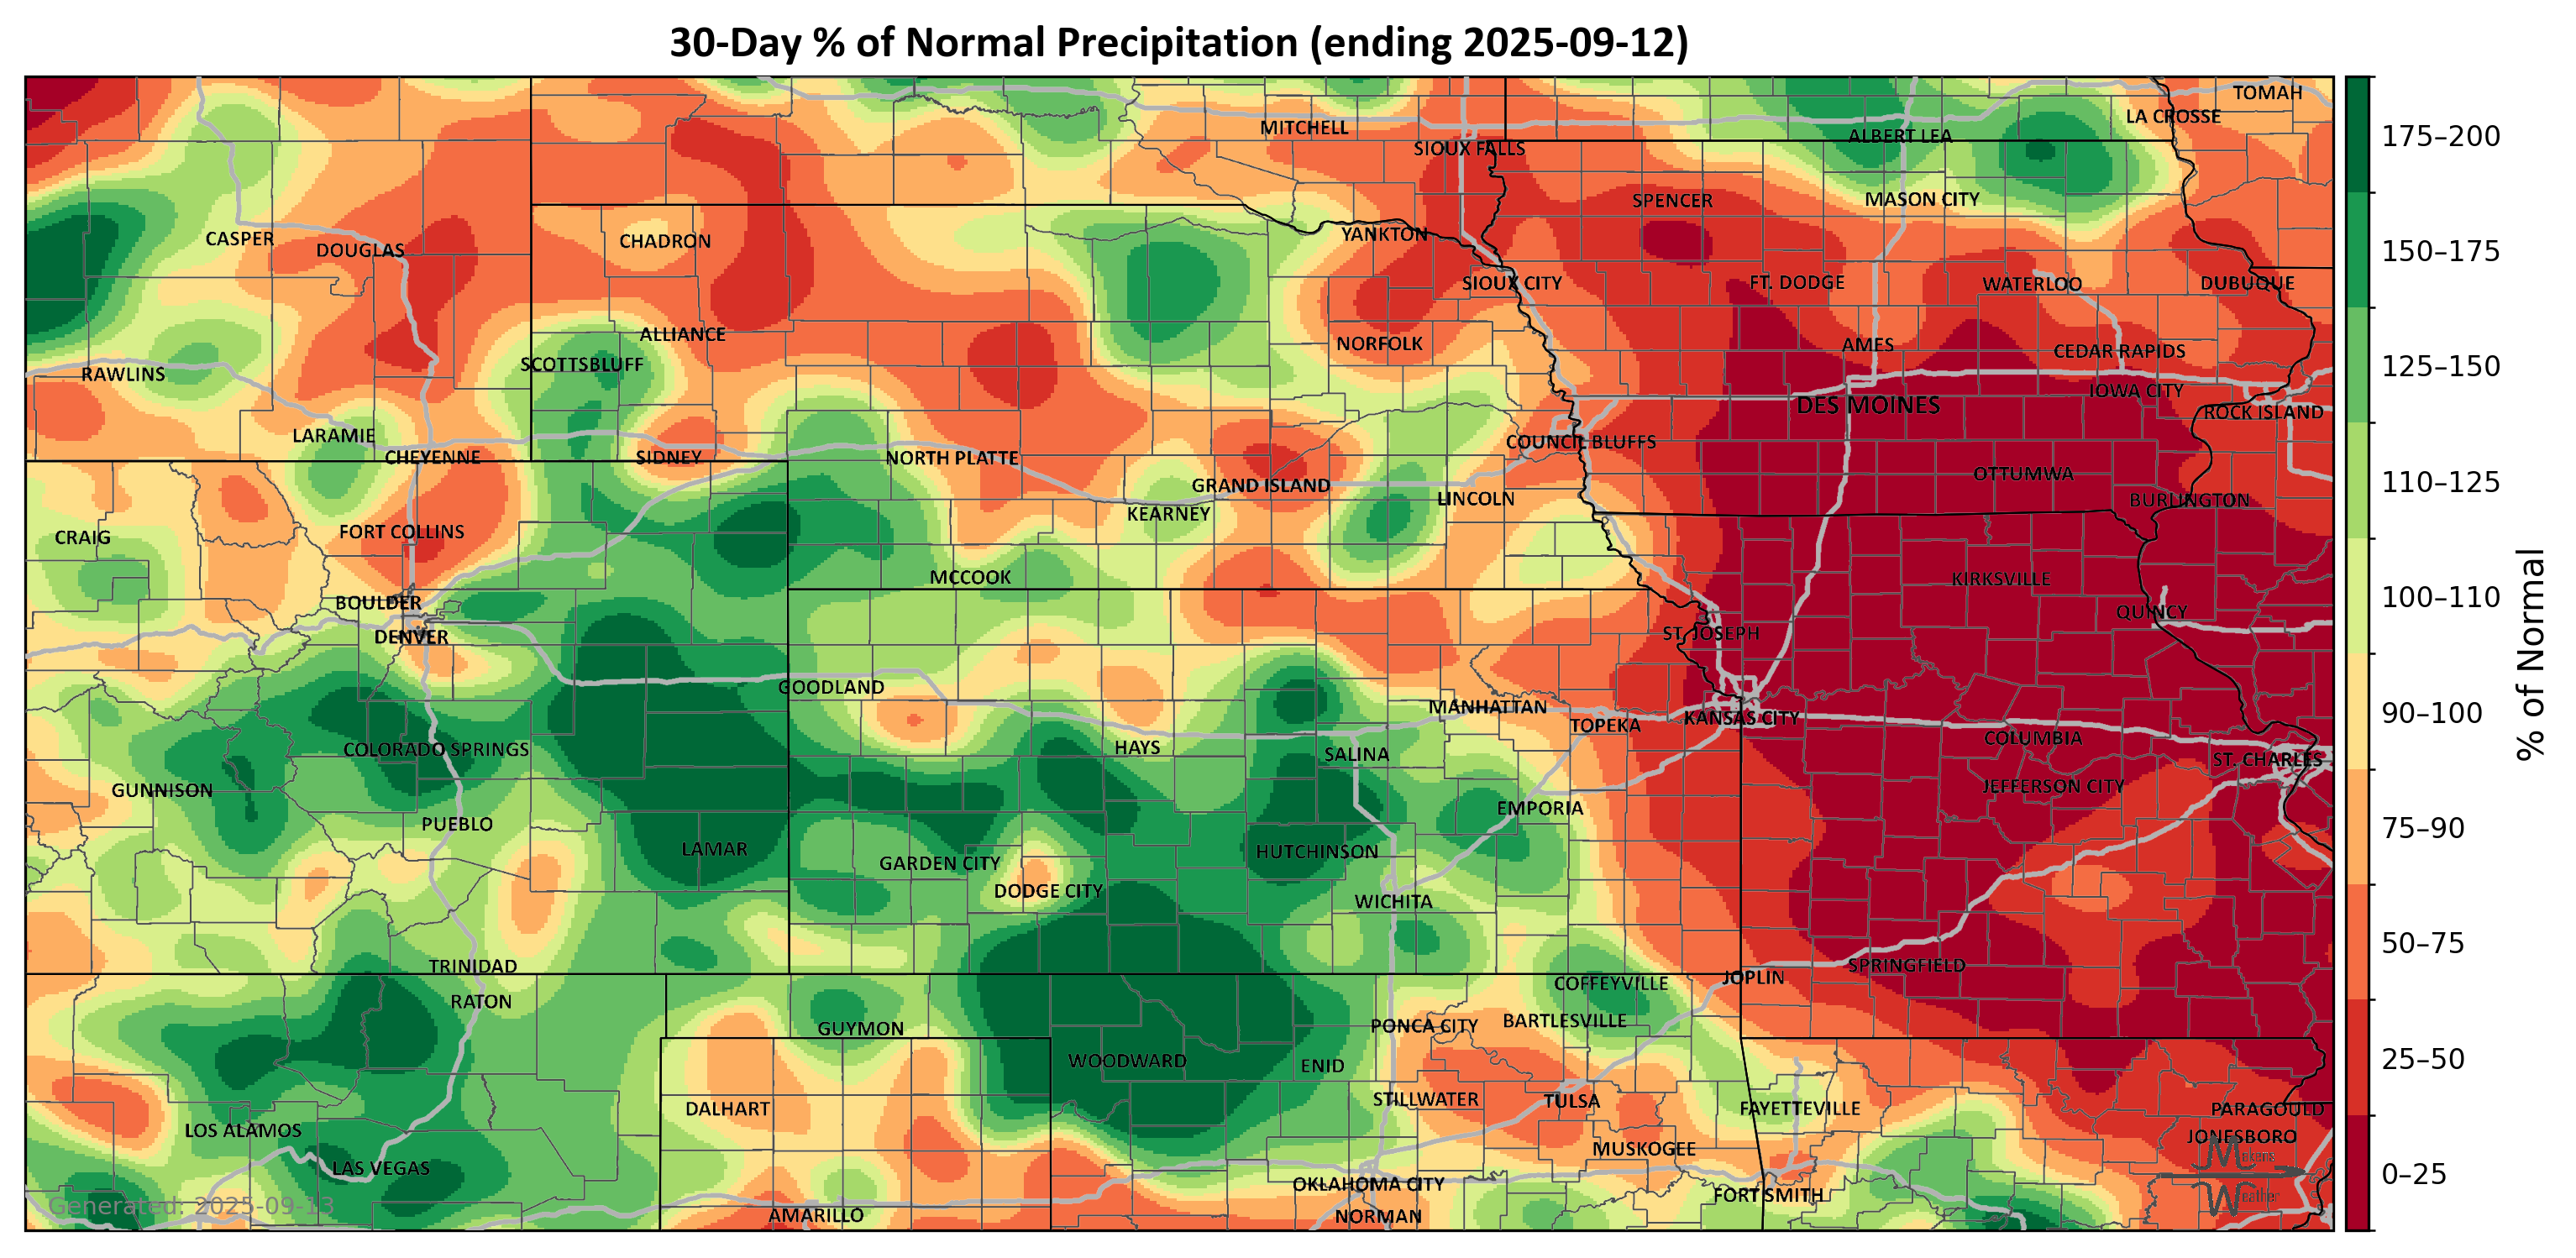 30-Day % of Normal Precipitation (ending 2025-09-12)
TOMAH
LA CROSSE
MITCHELL
ALBERT LEA
SIOUX FALLS
SPENCER
MASON CITY
CASPER
DOUGLAS
CHADRON
YANKTON
SIOUX CITY
FT. DODGE
WATERLOO
DUBUQUE
ALLIANCE
NORFOLK
AMES
CEDAR RAPIDS
SCOTTSBLUFF
RAWLINS
IOWA CITY
DES MOINES
ROCK ISLAND
LARAMIE
COUNCIL BLUFFS
CHEYENNE
SIDNEY
NORTH PLATTE
OTTUMWA
GRAND ISLAND
LINCOLN
BURLINGTON
KEARNEY
CRAIG
FORT COLLINS
MCCOOK
KIRKSVILLE
BOULDER
QUINCY
DENVER
ST. JOSEPH
GOODLAND
MANHATTAN
TOPEKA
KANSAS CITY
COLORADO SPRINGS
HAYS
SALINA
COLUMBIA
ST. CHARLES
GUNNISON
JEFFERSON CITY
EMPORIA
PUEBLO
LAMAR
GARDEN CITY
HUTCHINSON
DODGE CITY
WICHITA
TRINIDAD
SPRINGFIELD
JOPLIN
COFFEYVILLE
RATON
GUYMON
PONCA CITY
BARTLESVILLE
WOODWARD
ENID
DALHART
STILLWATER
TULSA
FAYETTEVILLE
PARAGOULD
LOS ALAMOS
JONESBORO
MUSKOGEE
LAS VEGAS
OKLAHOMA CITY
FORT SMITH
AMARILLO
NORMAN
Generated: 2025-09-13
Makens
Weather
175–200
150–175
125–150
110–125
100–110
90–100
75–90
50–75
25–50
0–25
% of Normal